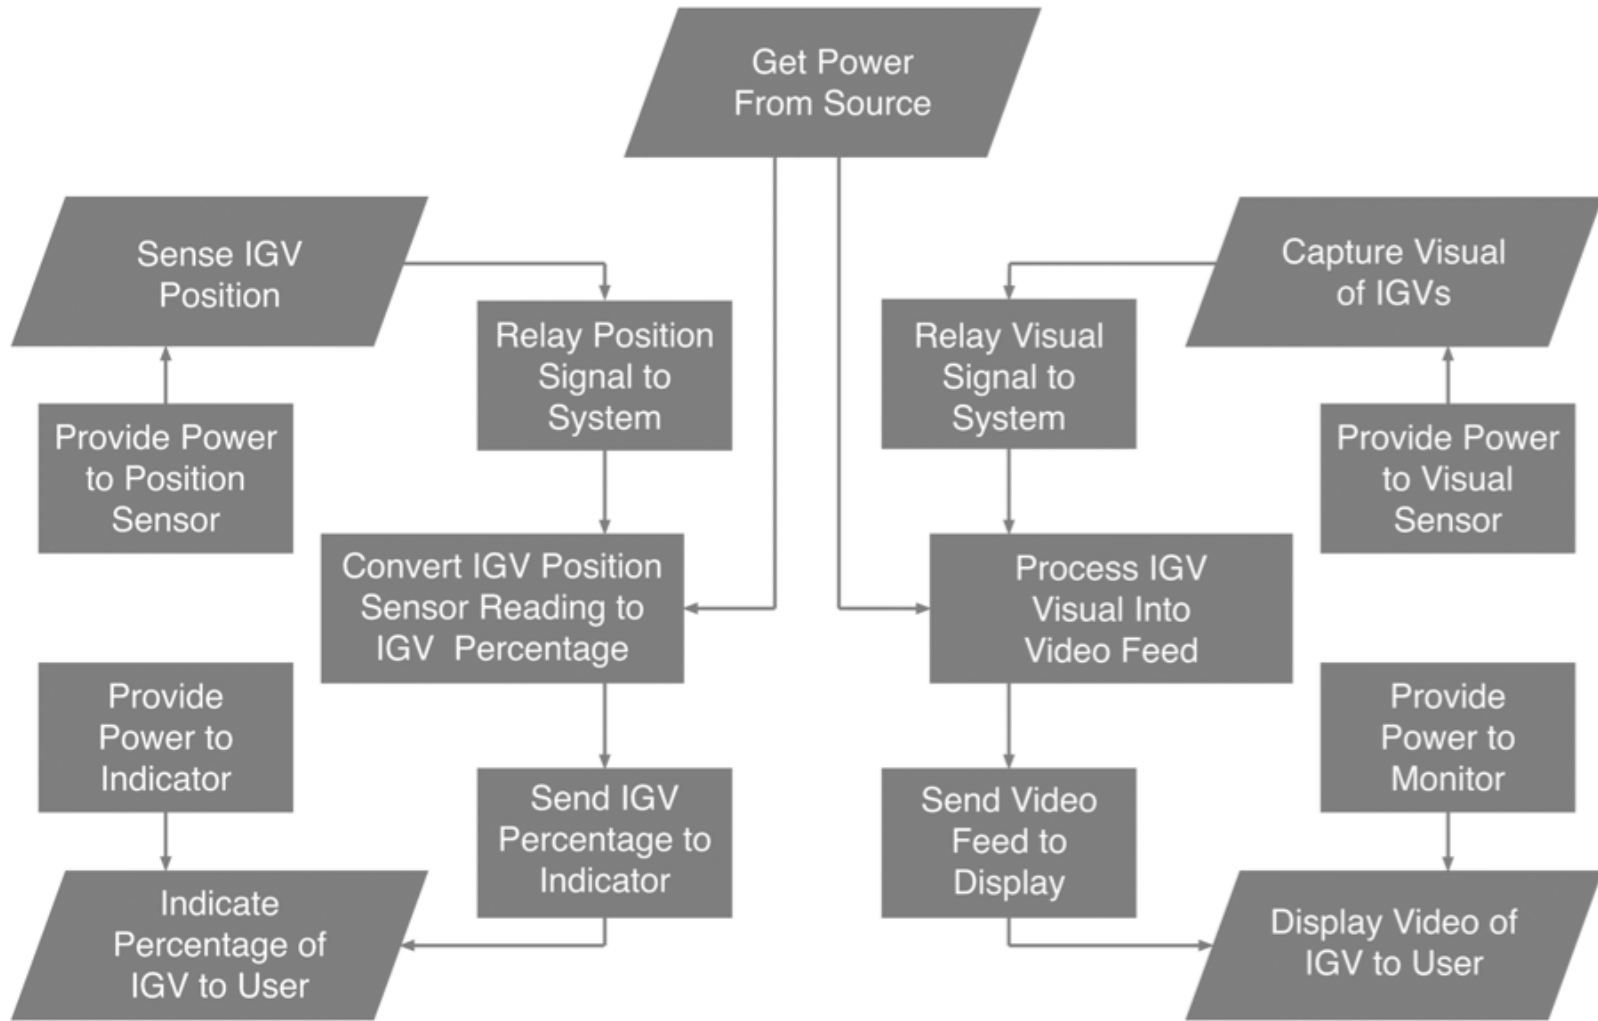 Get Power
From Source
Sense IGV
Position
Capture Visual
of IGVs
Relay Position
Signal to
System
Relay Visual
Signal to
System
Provide Power
to Position
Sensor
Provide Power
to Visual
Sensor
Convert IGV Position
Sensor Reading to
IGV Percentage
Process IGV
Visual Into
Video Feed
Provide
Power to
Indicator
Provide
Power to
Monitor
Send IGV
Percentage to
Indicator
Send Video
Feed to
Display
Indicate
Percentage of
IGV to User
Display Video of
IGV to User